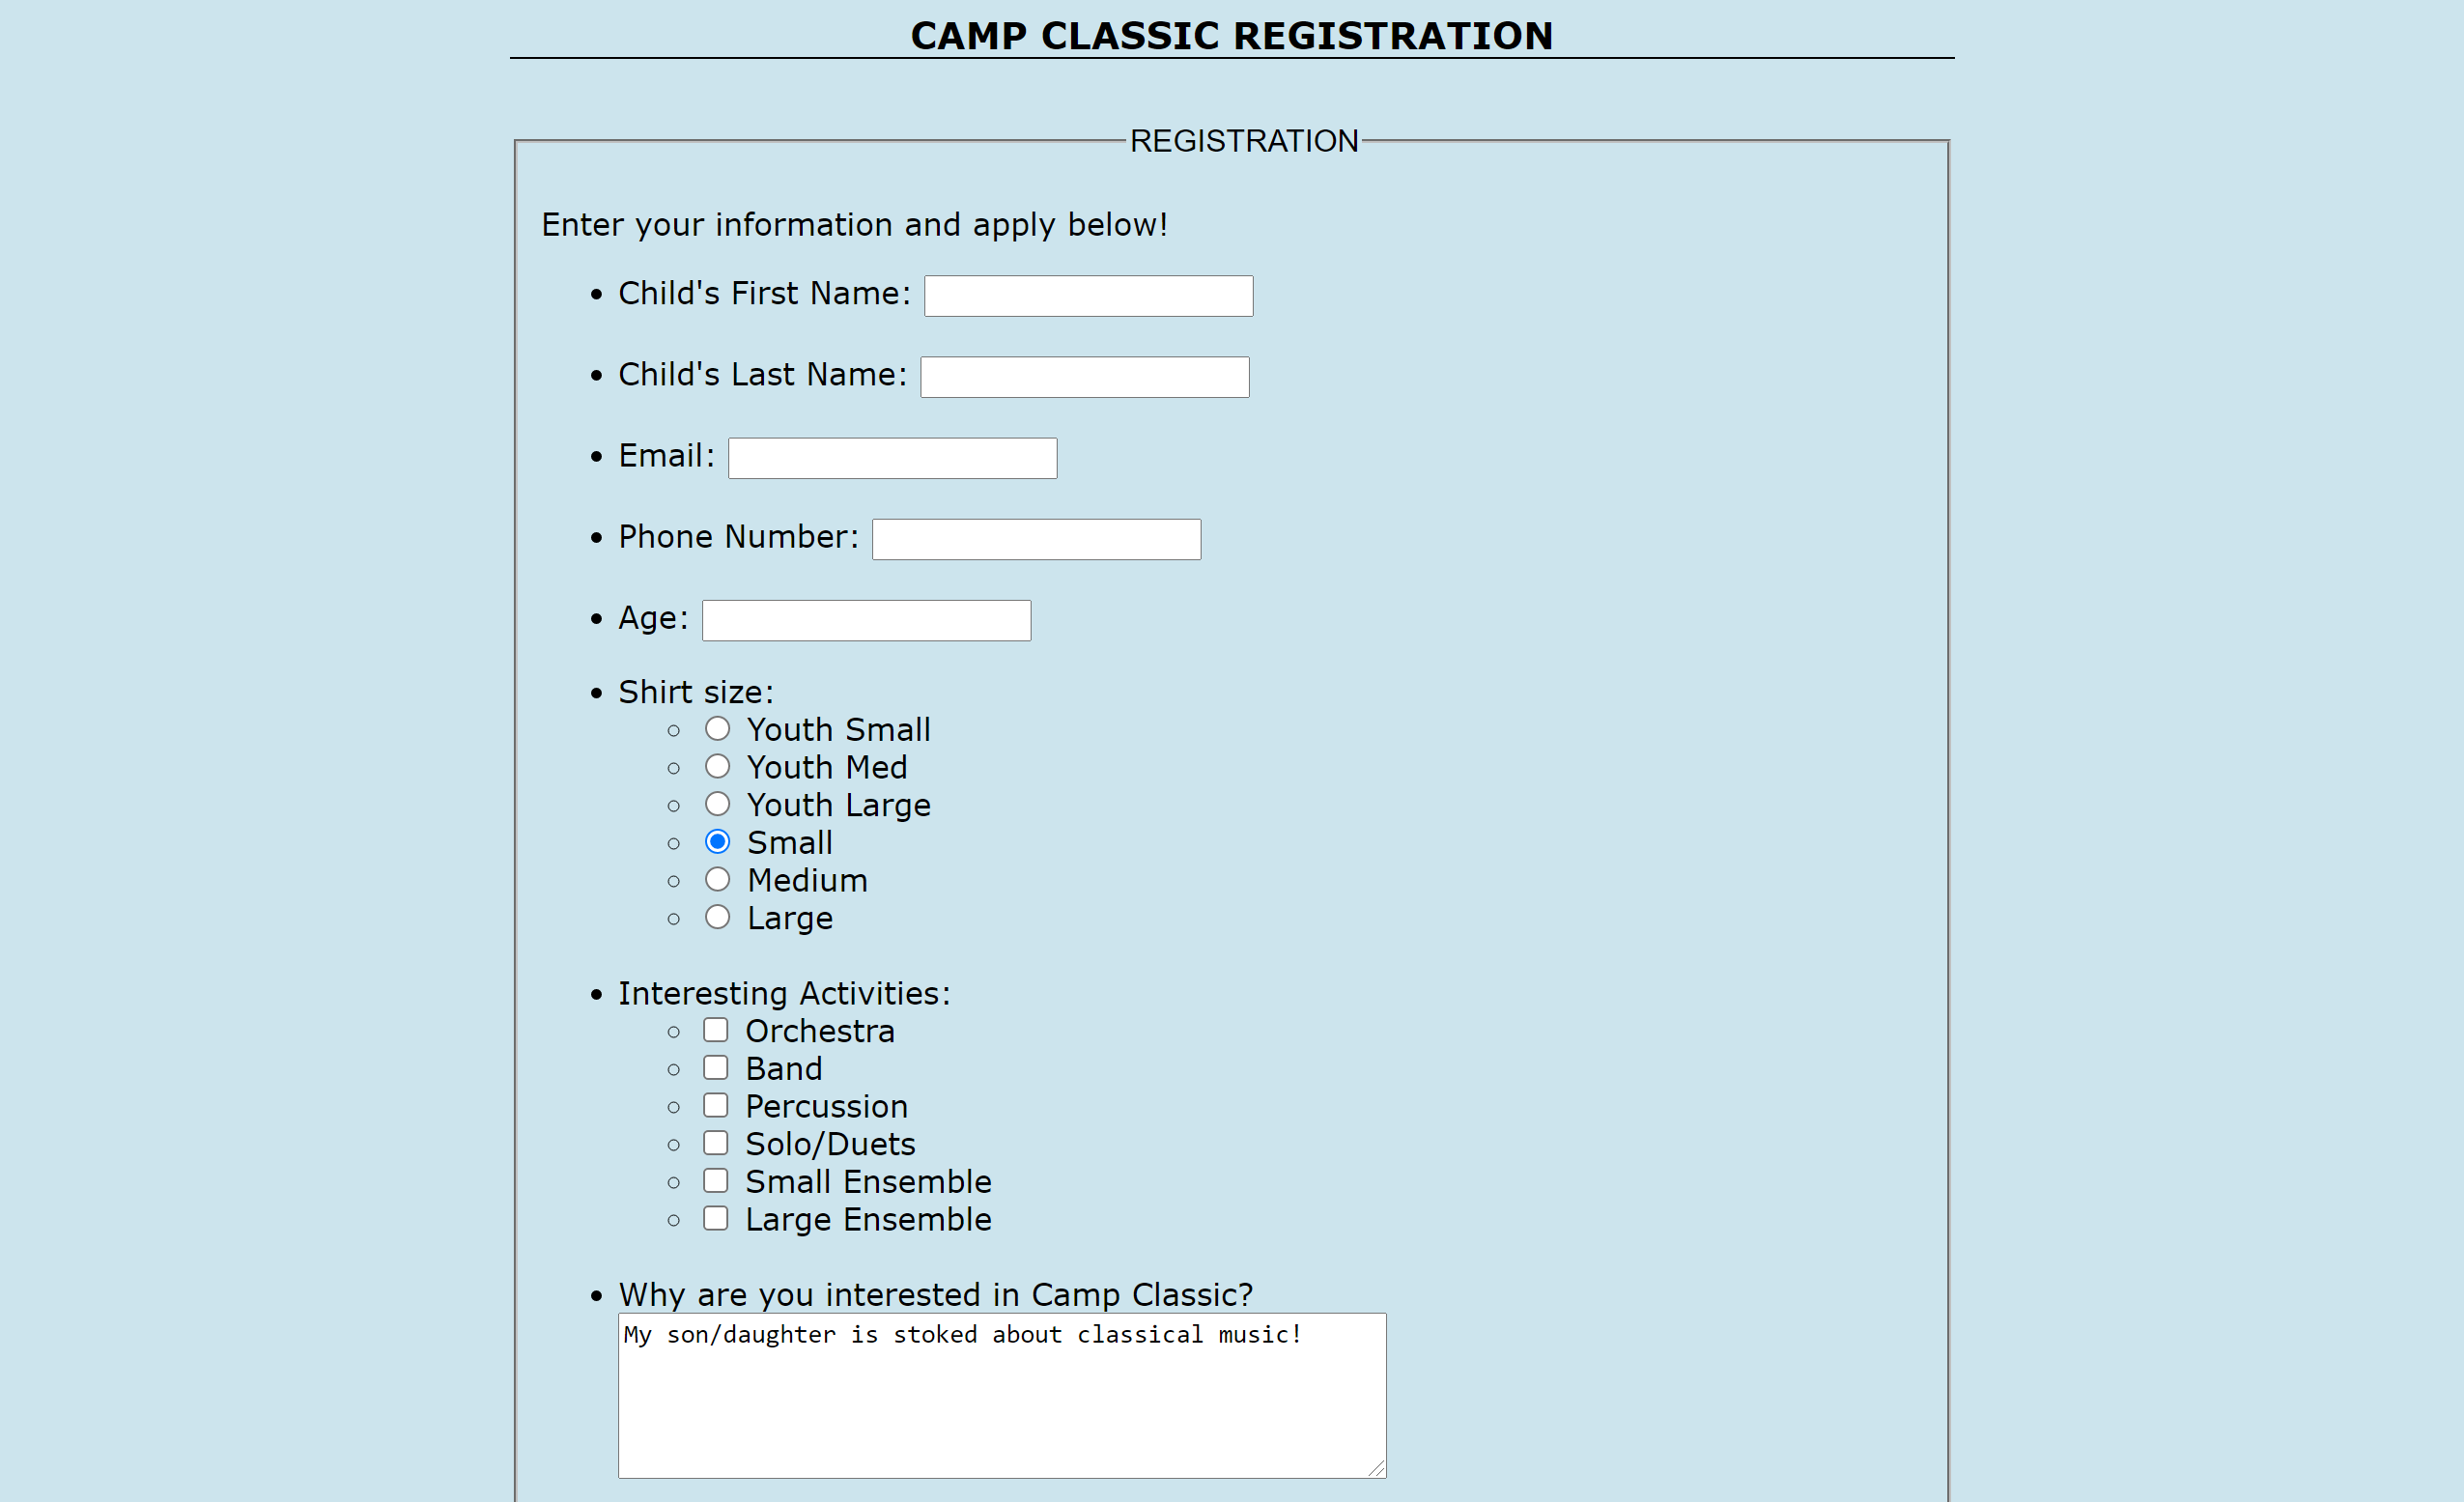 CAMP CLASSIC REGISTRATION
REGISTRATION
Enter your information and apply below!
Child's First Name:
Child's Last Name:
Email:
Phone Number:
Age:
Shirt size:
Youth Small
Youth Med
Youth Large
Small
Medium
Large
Interesting Activities:
Orchestra
Band
Percussion
Solo/Duets
Small Ensemble
Large Ensemble
Why are you interested in Camp Classic?
My son/daughter is stoked about classical music!